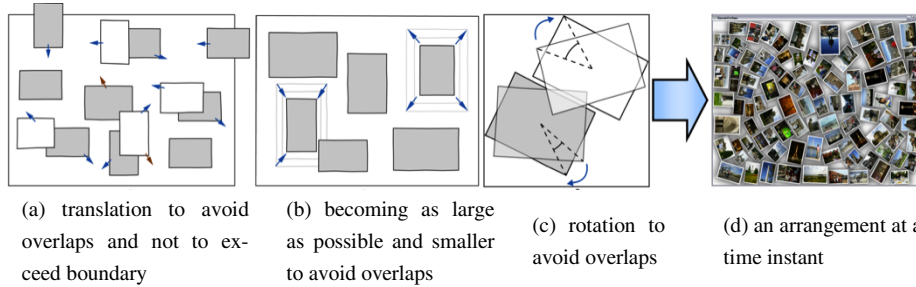 (a) translation to avoid
overlaps and not to ex-
ceed boundary
(b) becoming as large
as possible and smaller
to avoid overlaps
(c) rotation to
avoid overlaps
(d) an arrangement at a
time instant